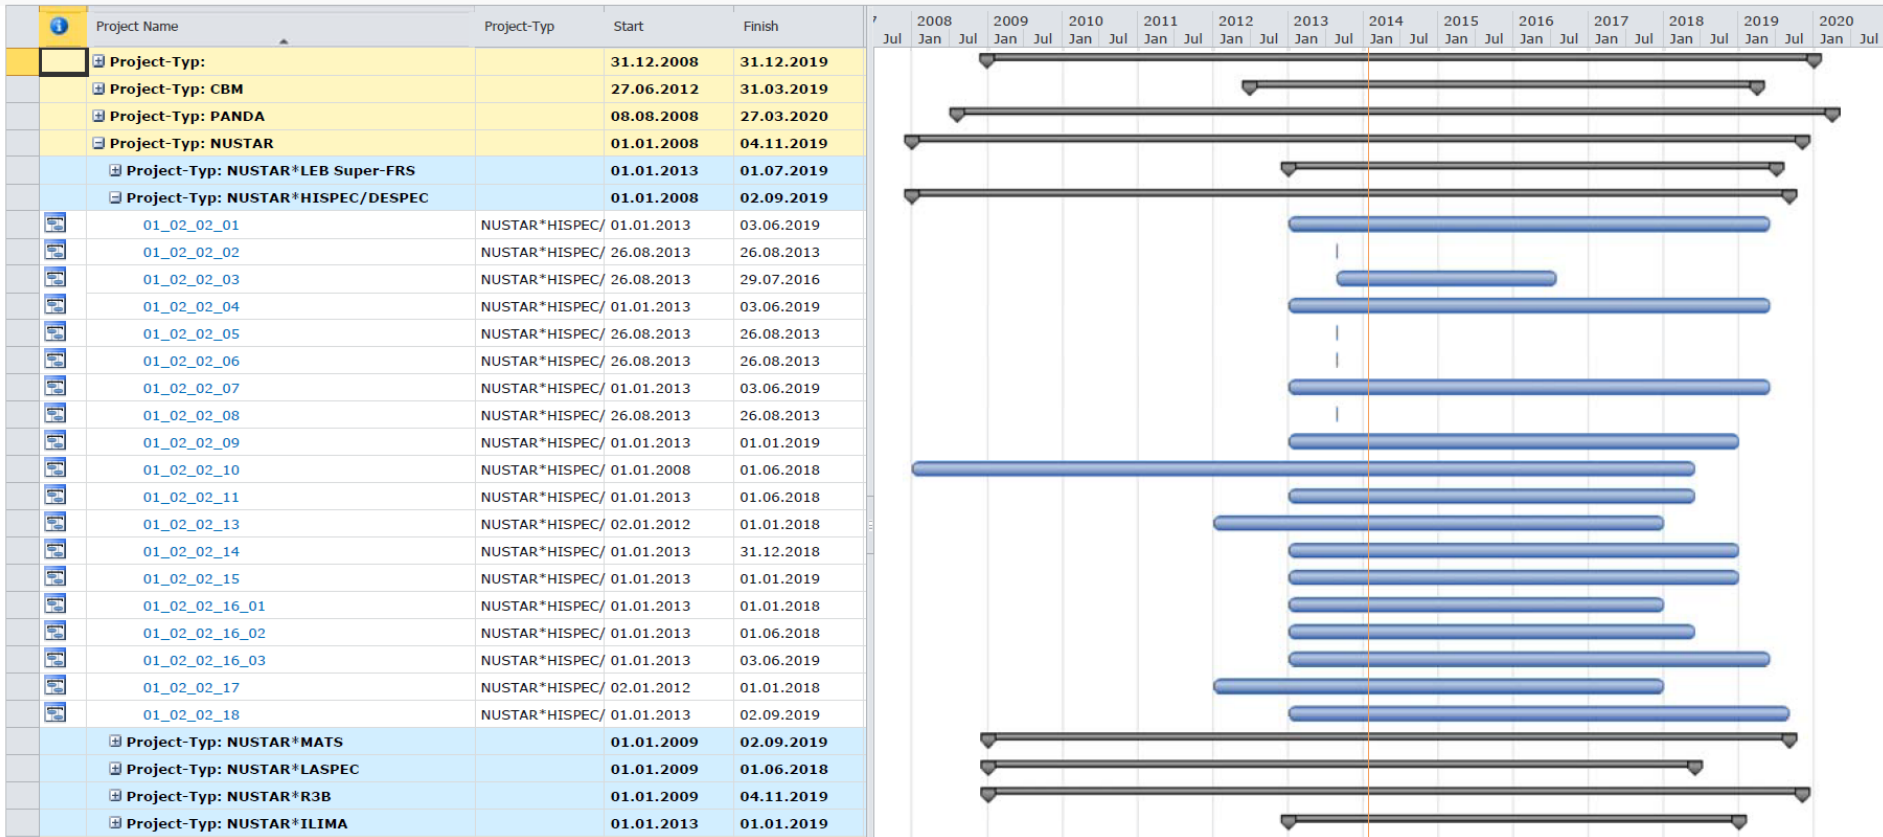 Project Name Project-Typ Start Finish 7 2008 2009 2010 2011 2012 2013 2014 2015 2016 2017 2018 2019 2020
Jul Jan Jul Jan Jul Jan Jul Jan Jul Jan Jul Jan Jul Jan Jul Jan Jul Jan Jul Jan Jul Jan Jul Jan Jul Jan Jul
Project-Typ: 31.12.2008 31.12.2019
Project-Typ: CBM 27.06.2012 31.03.2019
Project-Typ: PANDA 08.08.2008 27.03.2020
Project-Typ: NUSTAR 01.01.2008 04.11.2019
Project-Typ: NUSTAR*LEB Super-FRS 01.01.2013 01.07.2019
Project-Typ: NUSTAR*HISPEC/DESPEC 01.01.2008 02.09.2019
01_02_02_01 NUSTAR*HISPEC/ 01.01.2013 03.06.2019
01_02_02_02 NUSTAR*HISPEC/ 26.08.2013 26.08.2013
01_02_02_03 NUSTAR*HISPEC/ 26.08.2013 29.07.2016
01_02_02_04 NUSTAR*HISPEC/ 01.01.2013 03.06.2019
01_02_02_05 NUSTAR*HISPEC/ 26.08.2013 26.08.2013
01_02_02_06 NUSTAR*HISPEC/ 26.08.2013 26.08.2013
01_02_02_07 NUSTAR*HISPEC/ 01.01.2013 03.06.2019
01_02_02_08 NUSTAR*HISPEC/ 26.08.2013 26.08.2013
01_02_02_09 NUSTAR*HISPEC/ 01.01.2013 01.01.2019
01_02_02_10 NUSTAR*HISPEC/ 01.01.2008 01.06.2018
01_02_02_11 NUSTAR*HISPEC/ 01.01.2013 01.06.2018
01_02_02_13 NUSTAR*HISPEC/ 02.01.2012 01.01.2018
01_02_02_14 NUSTAR*HISPEC/ 01.01.2013 31.12.2018
01_02_02_15 NUSTAR*HISPEC/ 01.01.2013 01.01.2019
01_02_02_16_01 NUSTAR*HISPEC/ 01.01.2013 01.01.2018
01_02_02_16_02 NUSTAR*HISPEC/ 01.01.2013 01.06.2018
01_02_02_16_03 NUSTAR*HISPEC/ 01.01.2013 03.06.2019
01_02_02_17 NUSTAR*HISPEC/ 02.01.2012 01.01.2018
01_02_02_18 NUSTAR*HISPEC/ 01.01.2013 02.09.2019
Project-Typ: NUSTAR*MATS 01.01.2009 02.09.2019
Project-Typ: NUSTAR*LASPEC 01.01.2009 01.06.2018
Project-Typ: NUSTAR*R3B 01.01.2009 04.11.2019
Project-Typ: NUSTAR*ILIMA 01.01.2013 01.01.2019